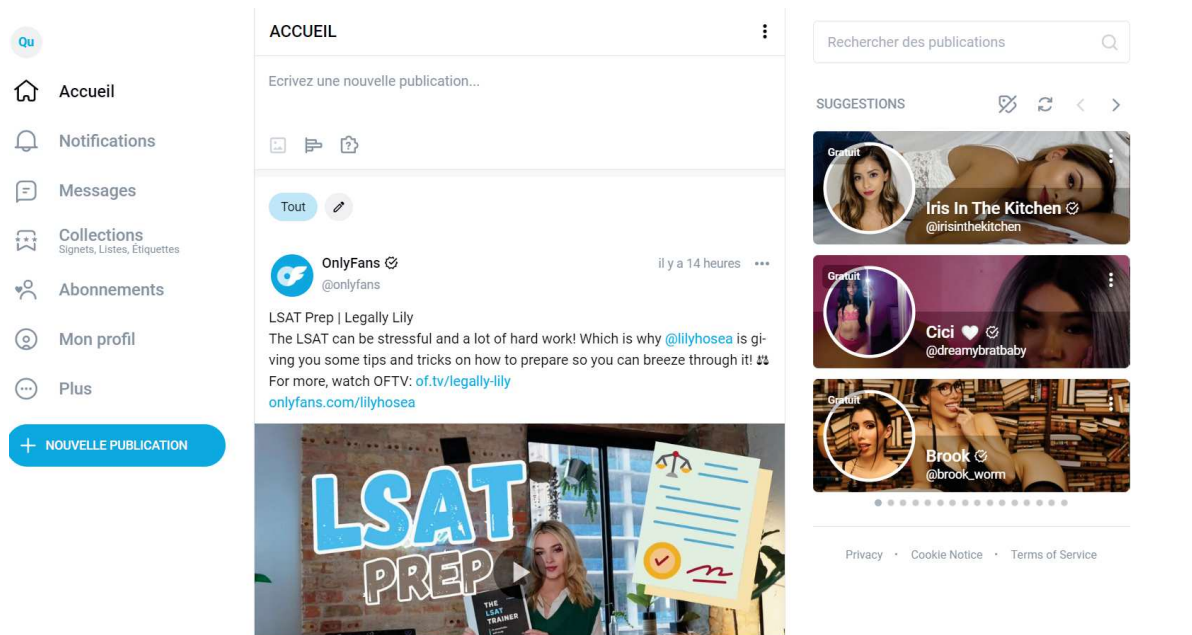 Qu
Accueil
Notifications
Messages
Collections
Signets, Listes, Étiquettes
Abonnements
Mon profil
Plus
NOUVELLE PUBLICATION
ACCUEIL
Ecrivez une nouvelle publication...
Tout
OnlyFans
@onlyfans
il y a 14 heures
LSAT Prep | Legally Lily
The LSAT can be stressful and a lot of hard work! Which is why @lilyhosea is gi-
ving you some tips and tricks on how to prepare so you can breeze through it! ⚖
For more, watch OFTV: of.tv/legally-lily
onlyfans.com/lilyhosea
LSAT
PREP
THE
LSAT
TRAINER
Rechercher des publications
SUGGESTIONS
Gratuit
Iris In The Kitchen
@irisinthekitchen
Gratuit
Cici 🤍
@dreamybratbaby
Gratuit
Brook
@brook_worm
Privacy · Cookie Notice · Terms of Service